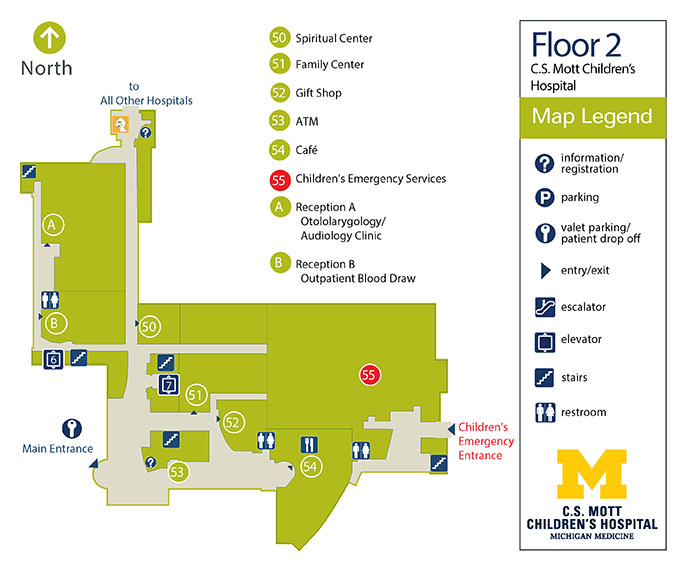 North
to
All Other Hospitals
50 Spiritual Center
51 Family Center
52 Gift Shop
53 ATM
54 Café
55 Children's Emergency Services
A Reception A
Otololarygology/
Audiology Clinic
B Reception B
Outpatient Blood Draw
?
A
B
50
6
7
51
52
55
53
?
54
Main Entrance
Children's
Emergency
Entrance
Floor 2
C.S. Mott Children's
Hospital
Map Legend
? information/
registration
P parking
valet parking/
patient drop off
entry/exit
escalator
elevator
stairs
restroom
M
C.S. MOTT
CHILDREN'S HOSPITAL
MICHIGAN MEDICINE